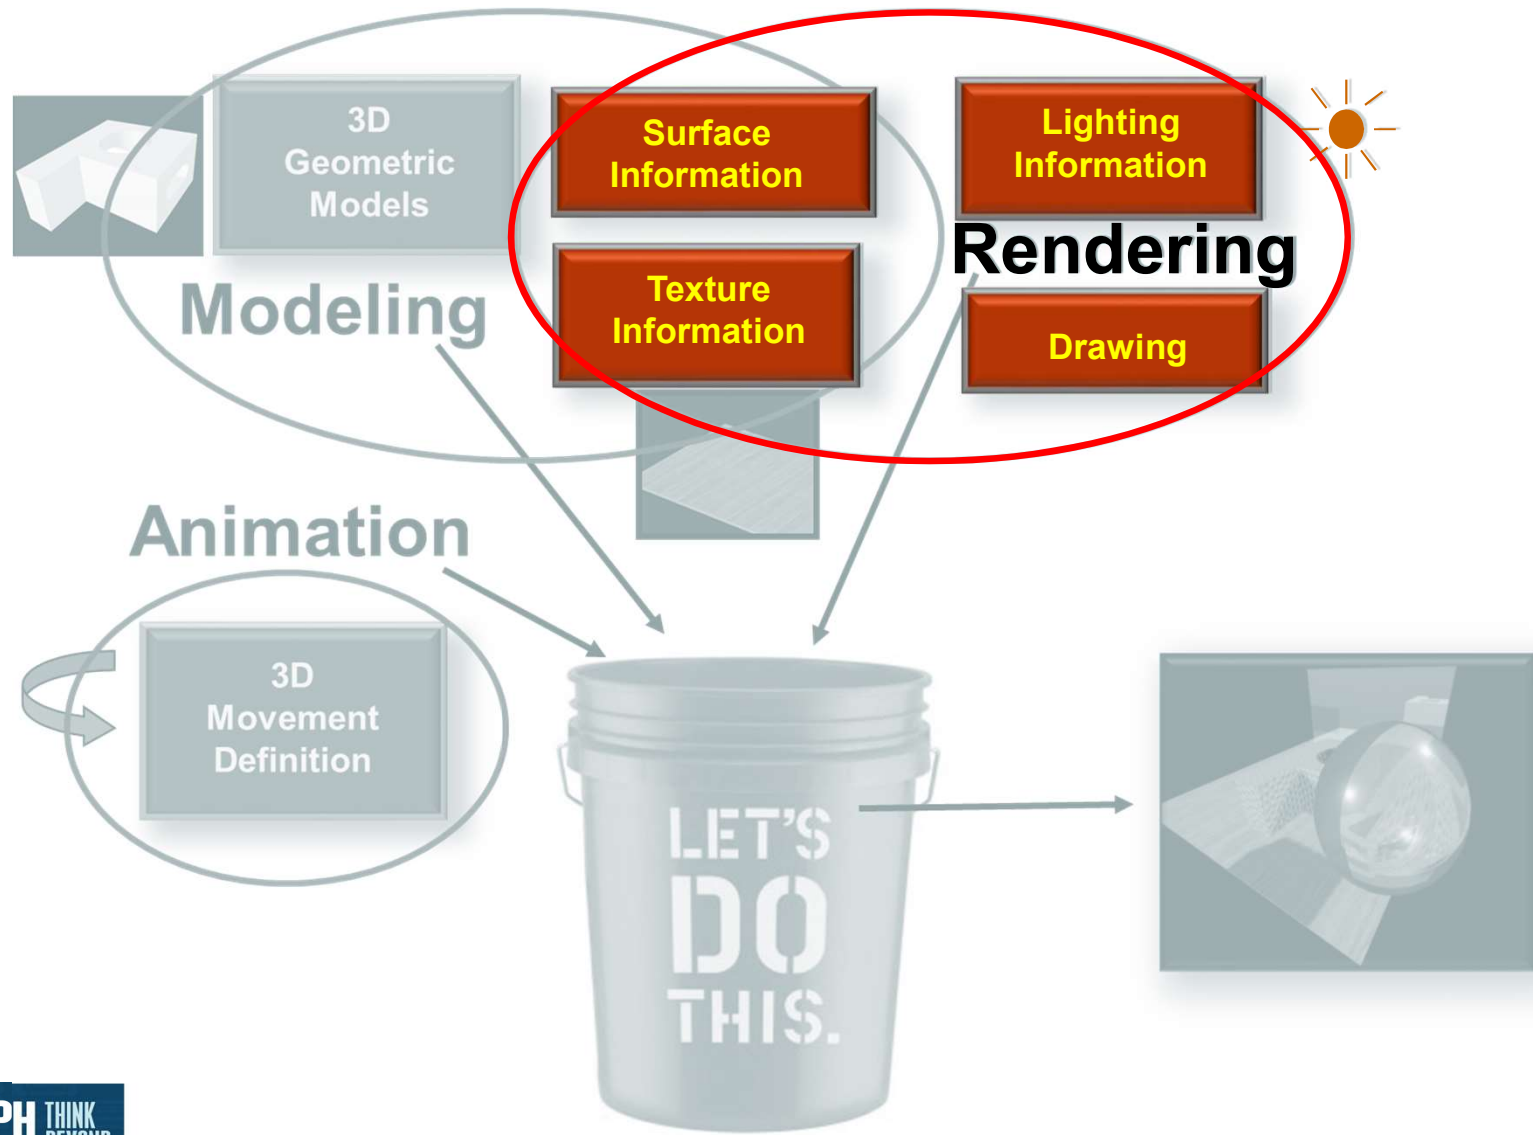 3D
Geometric
Models
Surface
Information
Lighting
Information
Rendering
Modeling
Texture
Information
Drawing
Animation
3D
Movement
Definition
LET'S
DO
THIS.
PH THINK